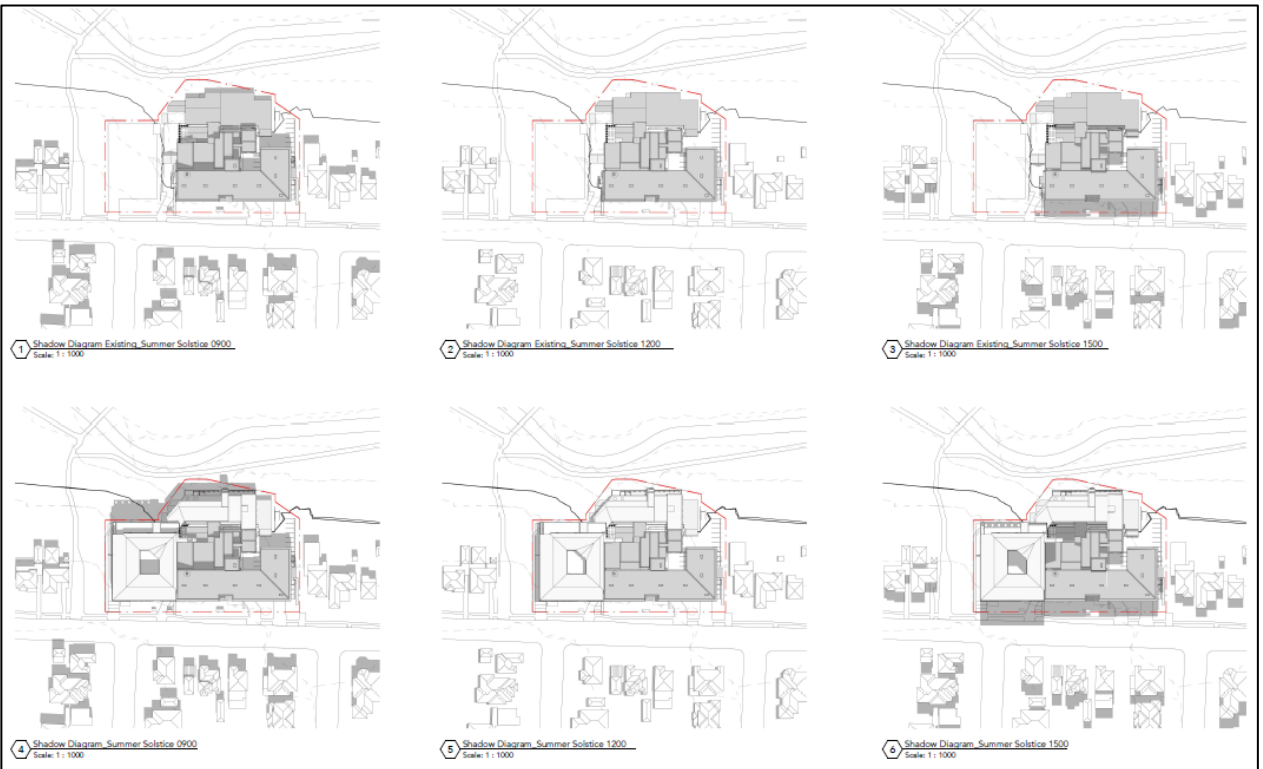 1 Shadow Diagram Existing_Summer Solstice 0900
Scale: 1 : 1000
2 Shadow Diagram Existing_Summer Solstice 1200
Scale: 1 : 1000
3 Shadow Diagram Existing_Summer Solstice 1500
Scale: 1 : 1000
4 Shadow Diagram_Summer Solstice 0900
Scale: 1 : 1000
5 Shadow Diagram_Summer Solstice 1200
Scale: 1 : 1000
6 Shadow Diagram_Summer Solstice 1500
Scale: 1 : 1000